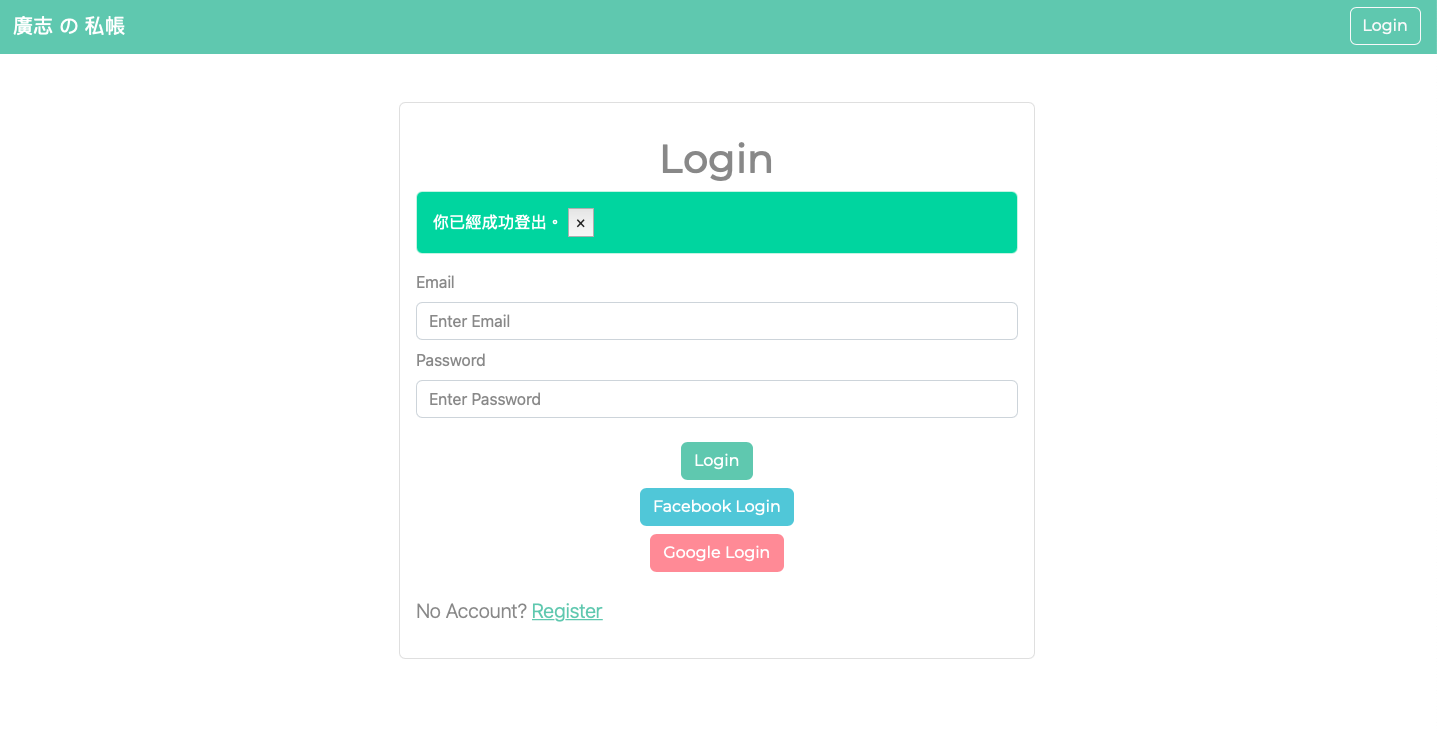 廣志 の 私帳
Login
Login
你已經成功登出。 ×
Email
Enter Email
Password
Enter Password
Login
Facebook Login
Google Login
No Account? Register